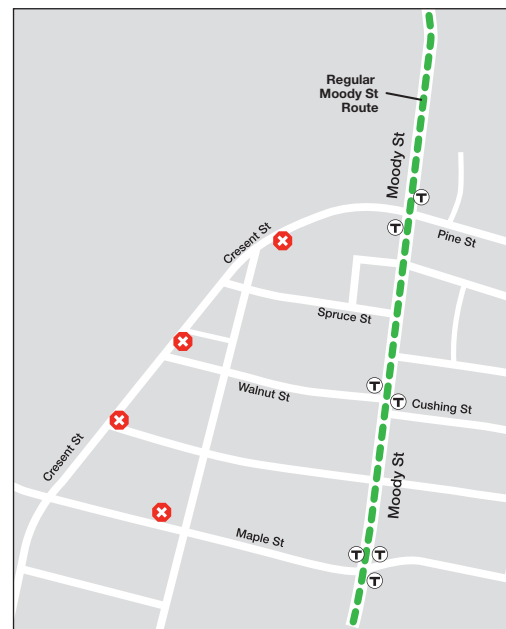 Regular
Moody St
Route
Moody St
T
Cresent St
T
Pine St
Spruce St
T
Walnut St
T
Cushing St
Cresent St
Moody St
Maple St
T
T
T